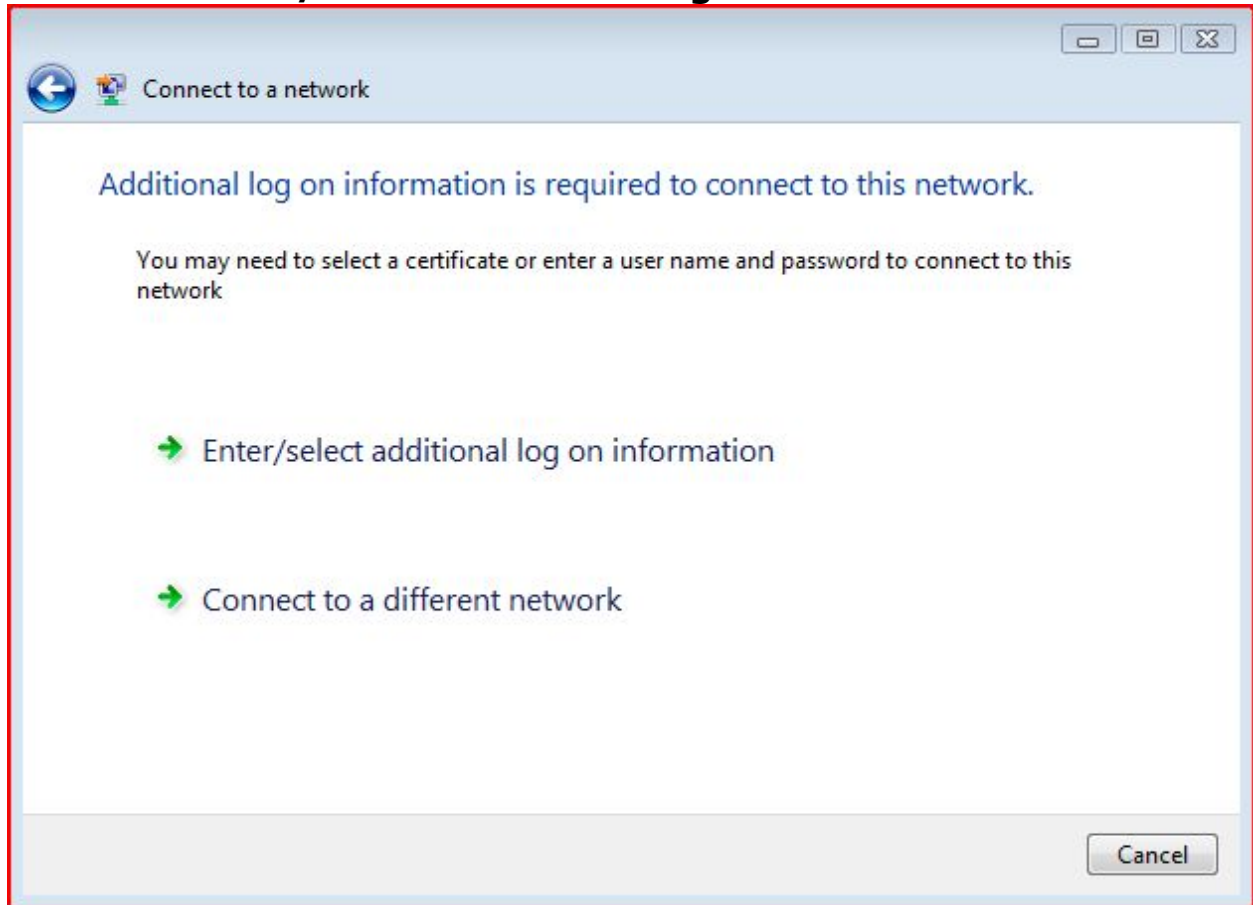 Connect to a network
Additional log on information is required to connect to this network.
You may need to select a certificate or enter a user name and password to connect to this
network
Enter/select additional log on information
Connect to a different network
Cancel